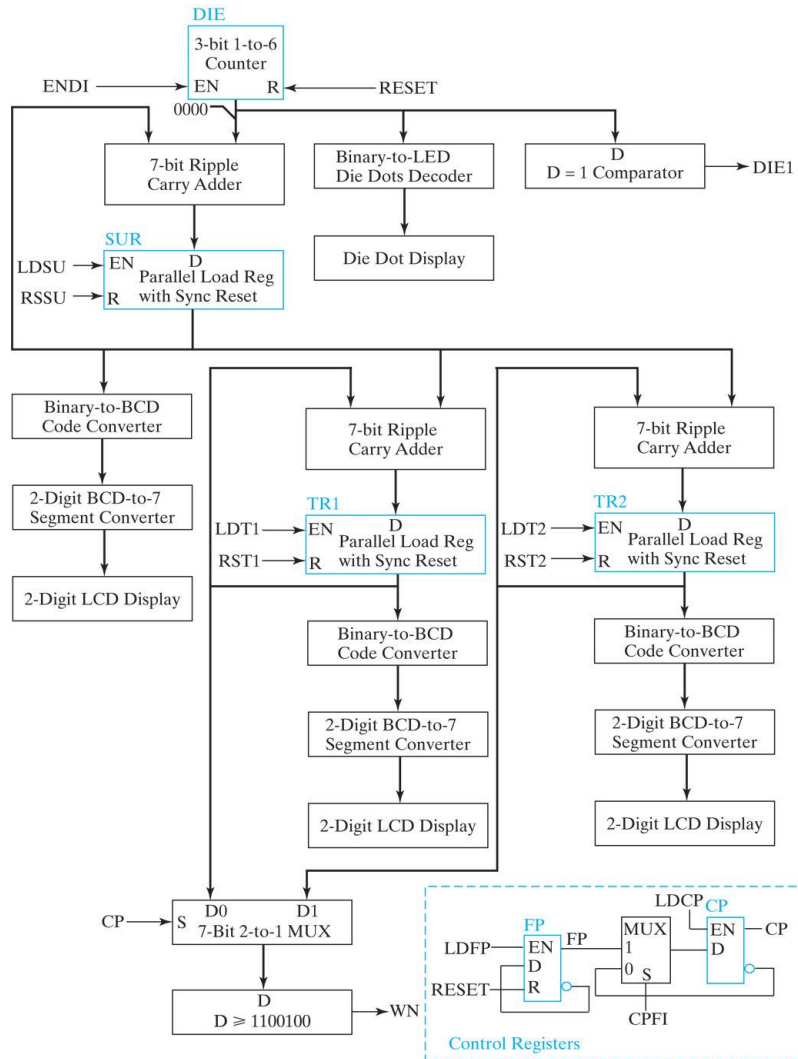 DIE
3-bit 1-to-6
Counter
ENDI
EN
R
RESET
0000
7-bit Ripple
Carry Adder
Binary-to-LED
Die Dots Decoder
D
D = 1 Comparator
DIE1
SUR
LDSU
EN
D
Parallel Load Reg
RSSU
R
with Sync Reset
Die Dot Display
Binary-to-BCD
Code Converter
2-Digit BCD-to-7
Segment Converter
2-Digit LCD Display
7-bit Ripple
Carry Adder
TR1
LDT1
EN
D
Parallel Load Reg
RST1
R
with Sync Reset
Binary-to-BCD
Code Converter
2-Digit BCD-to-7
Segment Converter
2-Digit LCD Display
7-bit Ripple
Carry Adder
TR2
LDT2
EN
D
Parallel Load Reg
RST2
R
with Sync Reset
Binary-to-BCD
Code Converter
2-Digit BCD-to-7
Segment Converter
2-Digit LCD Display
CP
S
D0
D1
7-Bit 2-to-1 MUX
D
D ⩾ 1100100
WN
FP
LDFP
EN
D
RESET
R
FP
MUX
1
0
S
CPFI
LDCP
CP
EN
D
CP
Control Registers